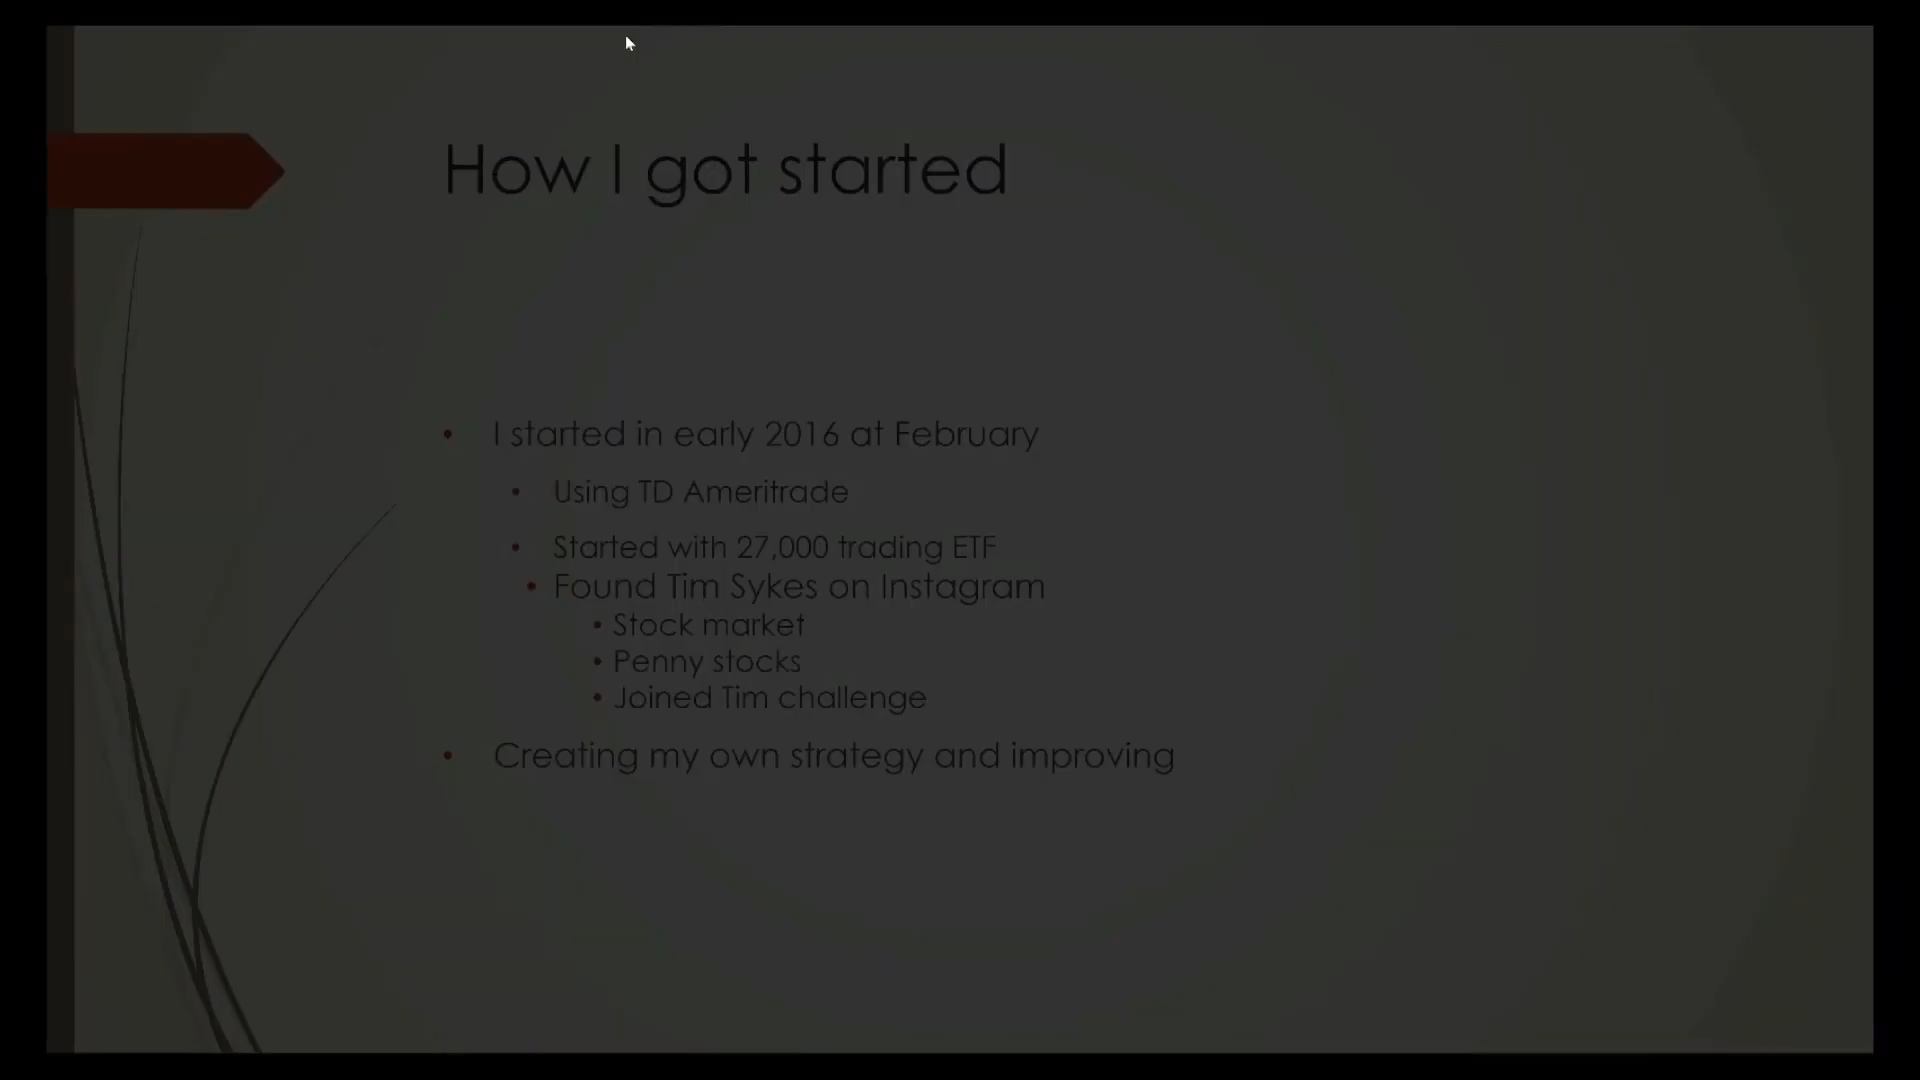 How I got started
• I started in early 2016 at February
• Using TD Ameritrade
• Started with 27,000 trading ETF
• Found Tim Sykes on Instagram
• Stock market
• Penny stocks
• Joined Tim challenge
• Creating my own strategy and improving